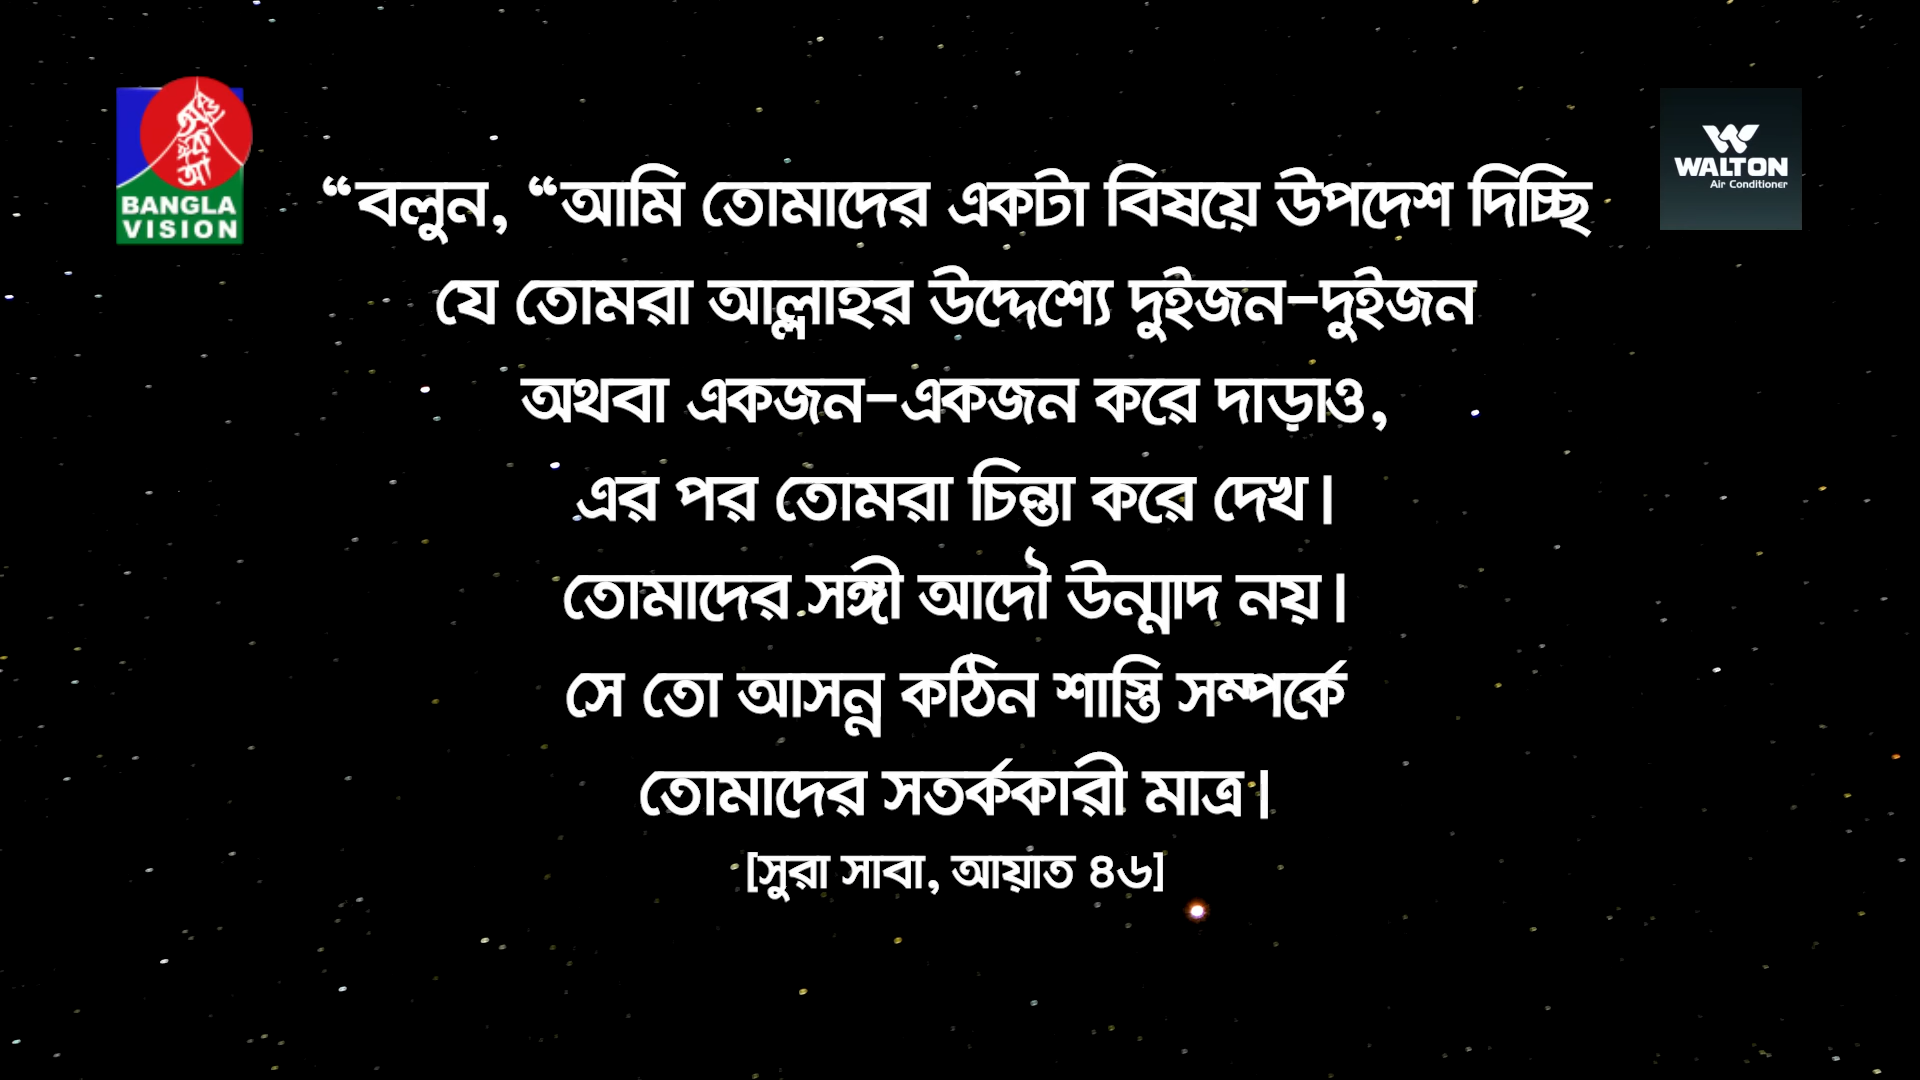 BANGLA
VISION
WALTON
Air Conditioner
“বলুন, “আমি তোমাদের একটা বিষয়ে উপদেশ দিচ্ছি
যে তোমরা আল্লাহর উদ্দেশ্যে দুইজন-দুইজন
অথবা একজন-একজন করে দাড়াও,
এর পর তোমরা চিন্তা করে দেখ।
তোমাদের সঙ্গী আদৌ উন্মাদ নয়।
সে তো আসন্ন কঠিন শাস্তি সম্পর্কে
তোমাদের সতর্ককারী মাত্র।
[সুরা সাবা, আয়াত ৪৬]